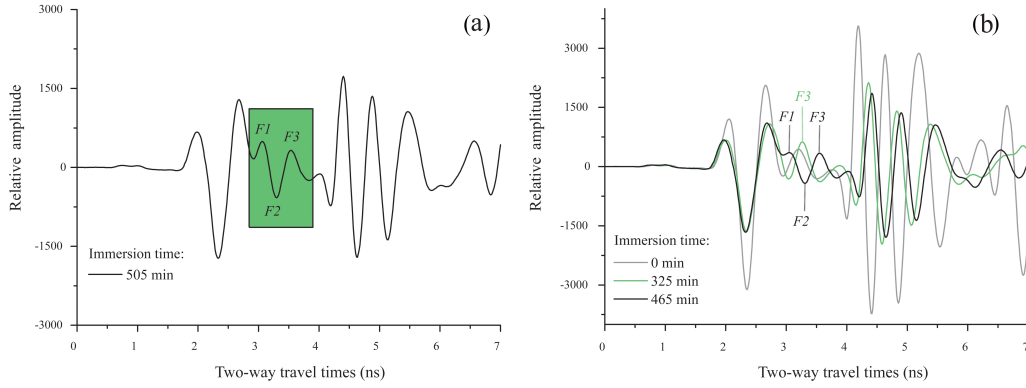 (a)
3000
1500
0
-1500
-3000
Relative amplitude
F1
F3
F2
Immersion time:
505 min
0 1 2 3 4 5 6 7
Two-way travel times (ns)
(b)
3000
1500
0
-1500
-3000
Relative amplitude
F3
F1
F3
F2
Immersion time:
0 min
325 min
465 min
0 1 2 3 4 5 6 7
Two-way travel times (ns)